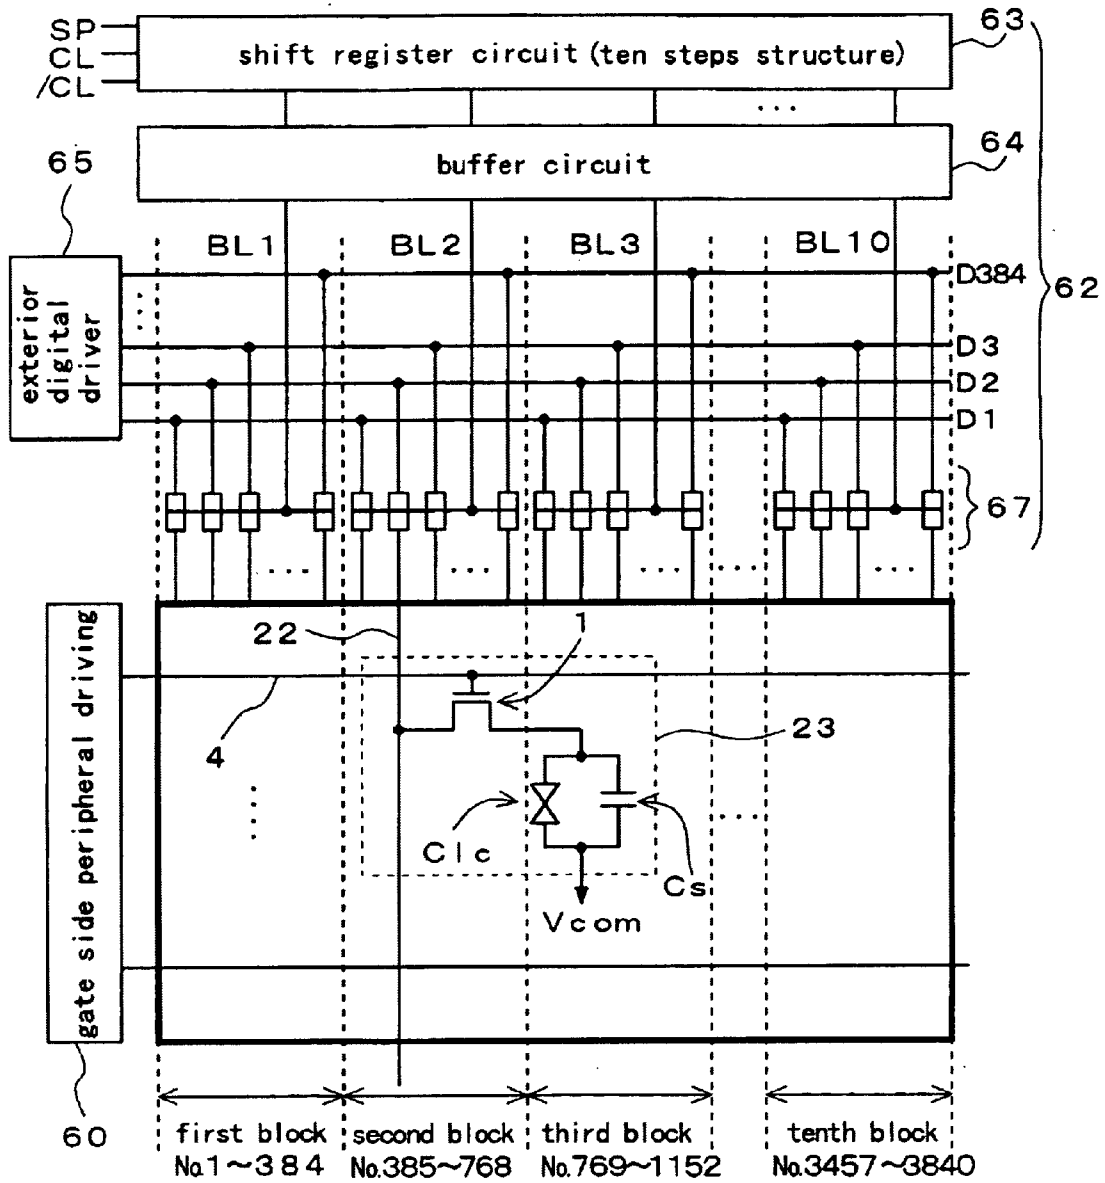 63
SP
CL
/CL
shift register circuit (ten steps structure)
...
64
65
buffer circuit
62
BL1
BL2
BL3
BL10
D384
exterior
digital
driver
D3
D2
D1
67
....
...
....
....
...
22
1
4
23
....
Clc
Cs
....
Vcom
gate side peripheral driving
60
first block
No.1~384
second block
No.385~768
third block
No.769~1152
tenth block
No.3457~3840